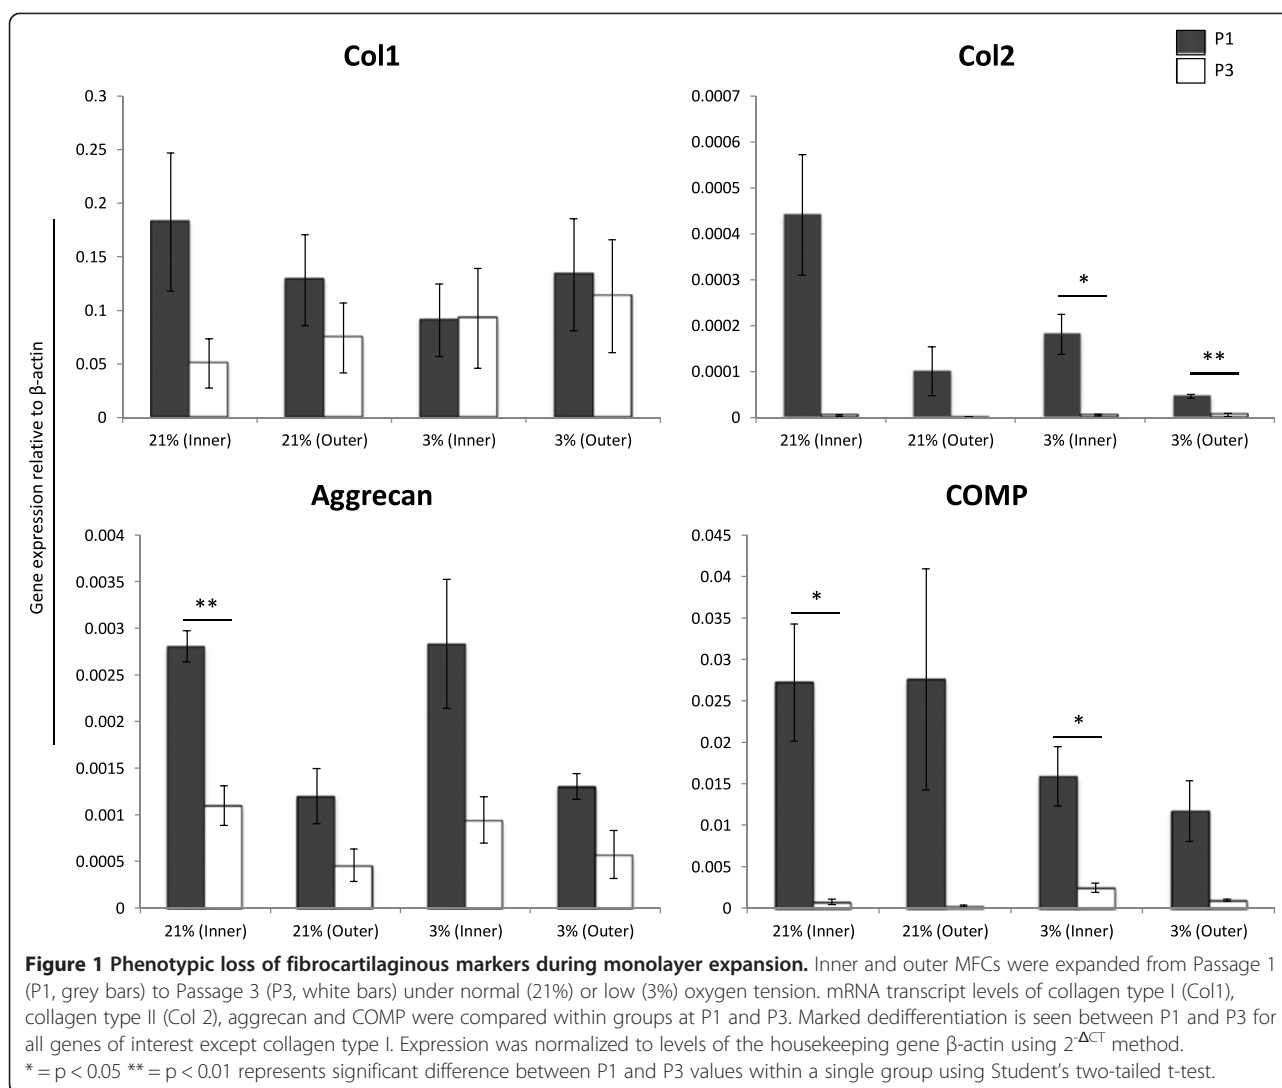 P1
P3
Col1
0.3
0.25
0.2
0.15
0.1
0.05
0
21% (Inner) 21% (Outer) 3% (Inner) 3% (Outer)
Col2
0.0007
0.0006
0.0005
0.0004
0.0003
0.0002
0.0001
0
*
**
21% (Inner) 21% (Outer) 3% (Inner) 3% (Outer)
Gene expression relative to β-actin
Aggrecan
0.004
0.0035
0.003
0.0025
0.002
0.0015
0.001
0.0005
0
**
21% (Inner) 21% (Outer) 3% (Inner) 3% (Outer)
COMP
0.045
0.04
0.035
0.03
0.025
0.02
0.015
0.01
0.005
0
*
*
21% (Inner) 21% (Outer) 3% (Inner) 3% (Outer)
Figure 1 Phenotypic loss of fibrocartilaginous markers during monolayer expansion. Inner and outer MFCs were expanded from Passage 1
(P1, grey bars) to Passage 3 (P3, white bars) under normal (21%) or low (3%) oxygen tension. mRNA transcript levels of collagen type I (Col1),
collagen type II (Col 2), aggrecan and COMP were compared within groups at P1 and P3. Marked dedifferentiation is seen between P1 and P3 for
all genes of interest except collagen type I. Expression was normalized to levels of the housekeeping gene β-actin using 2-ΔCT method.
* = p < 0.05 ** = p < 0.01 represents significant difference between P1 and P3 values within a single group using Student's two-tailed t-test.